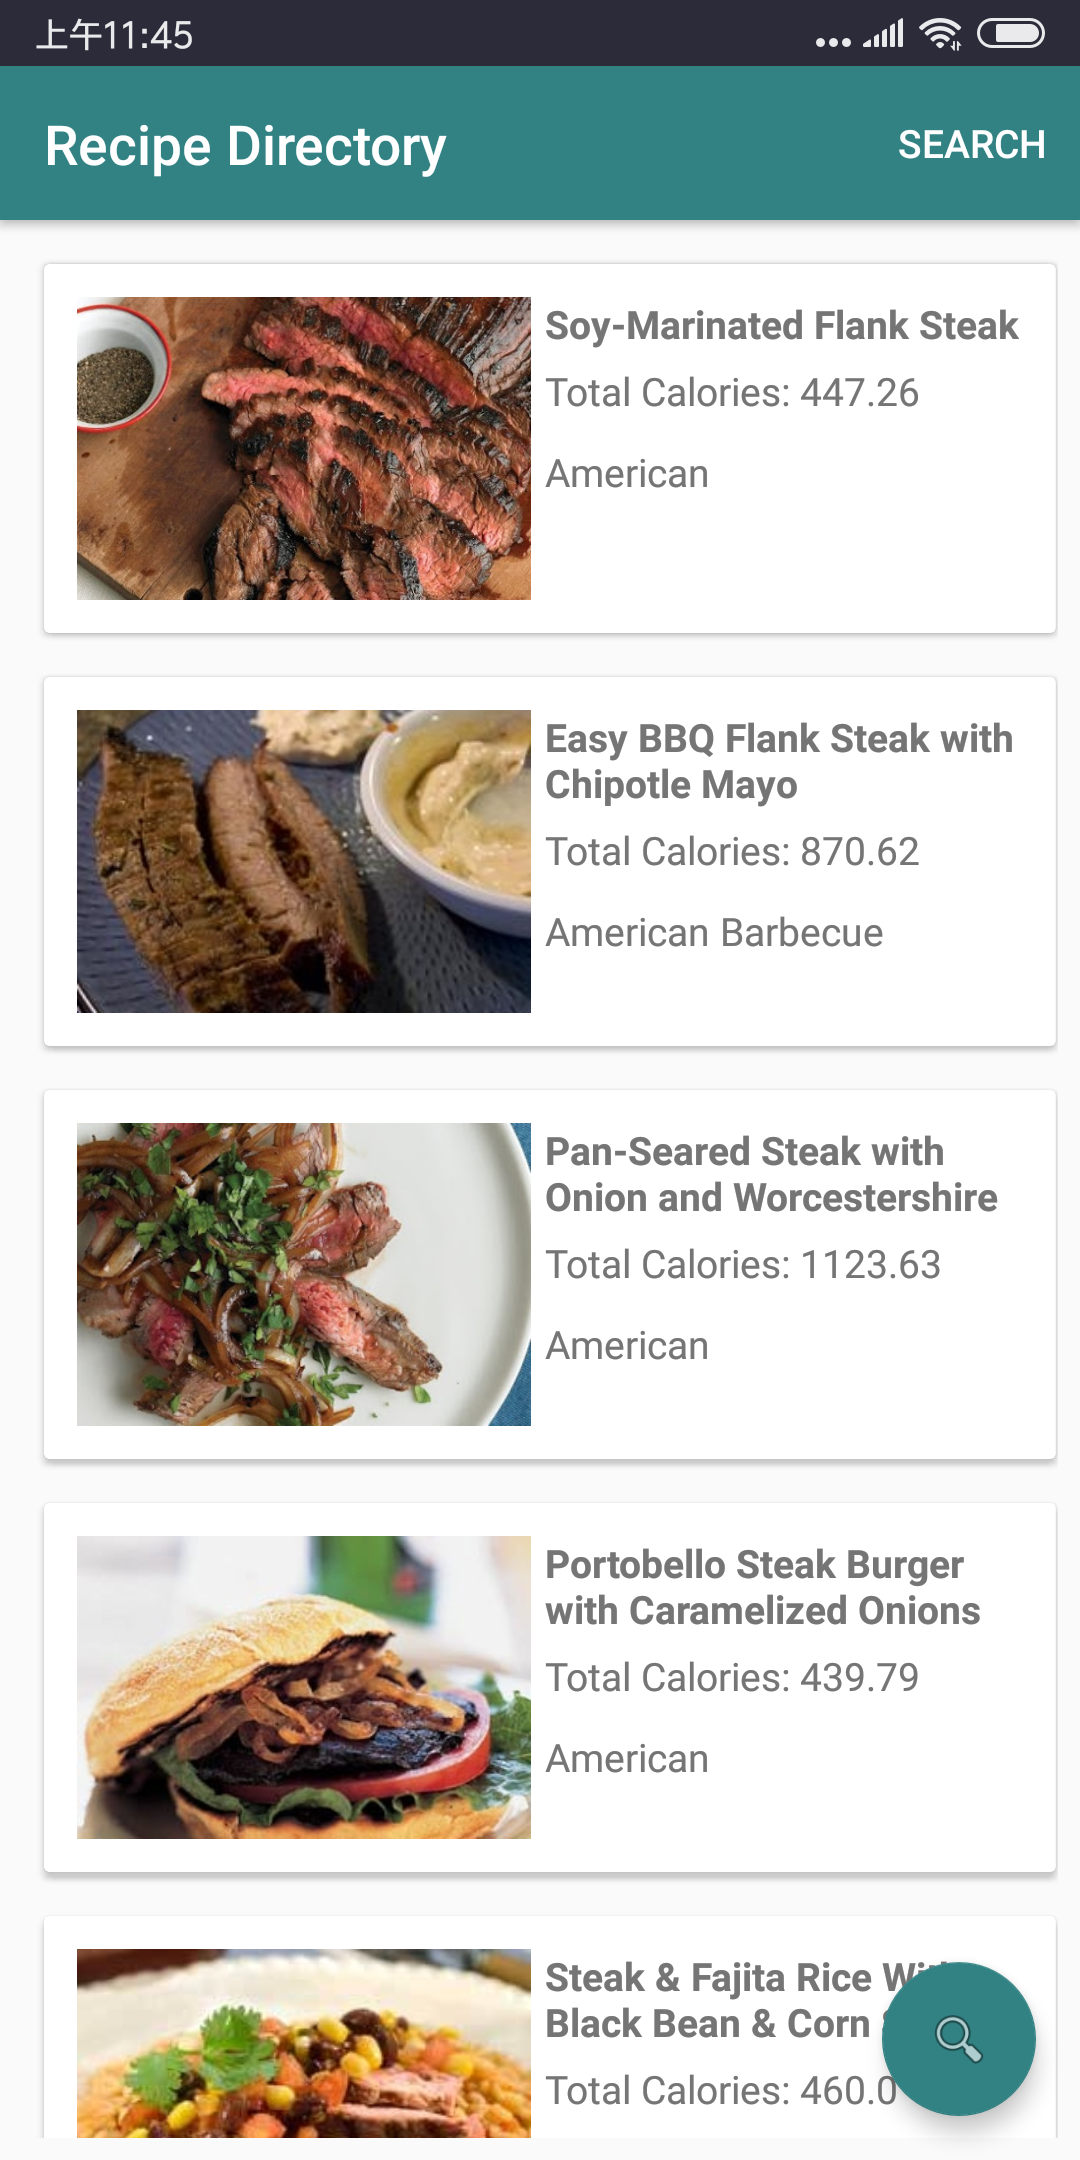 上午11:45
Recipe Directory
SEARCH
Soy-Marinated Flank Steak
Total Calories: 447.26
American
Easy BBQ Flank Steak with
Chipotle Mayo
Total Calories: 870.62
American Barbecue
Pan-Seared Steak with
Onion and Worcestershire
Total Calories: 1123.63
American
Portobello Steak Burger
with Caramelized Onions
Total Calories: 439.79
American
Steak & Fajita Rice
Black Bean & Corn
Total Calories: 460.0